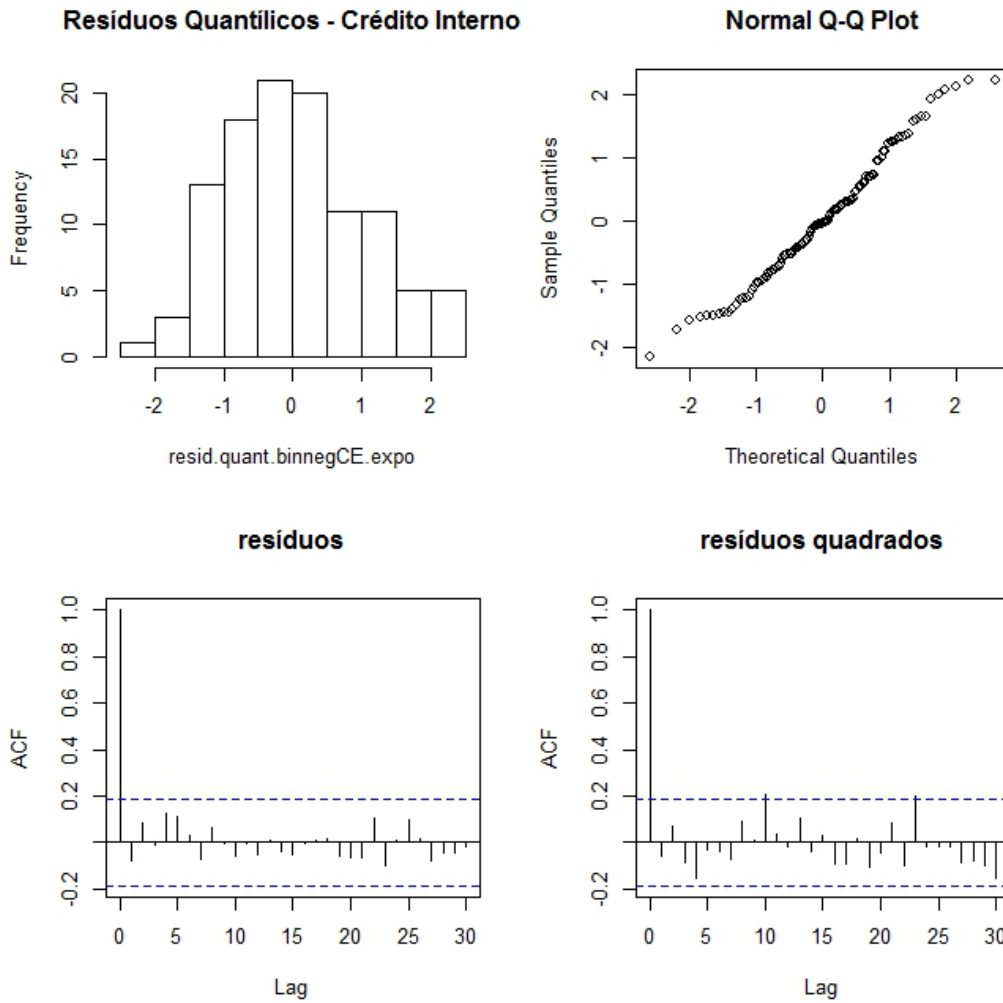 Resíduos Quantílicos - Crédito Interno
Frequency
0 5 10 15 20
-2 -1 0 1 2
resid.quant.binnegCE.expo
Normal Q-Q Plot
Sample Quantiles
-2 -1 0 1 2
-2 -1 0 1 2
Theoretical Quantiles
resíduos
ACF
-0.2 0.2 0.4 0.6 0.8 1.0
0 5 10 15 20 25 30
Lag
resíduos quadrados
ACF
-0.2 0.2 0.4 0.6 0.8 1.0
0 5 10 15 20 25 30
Lag